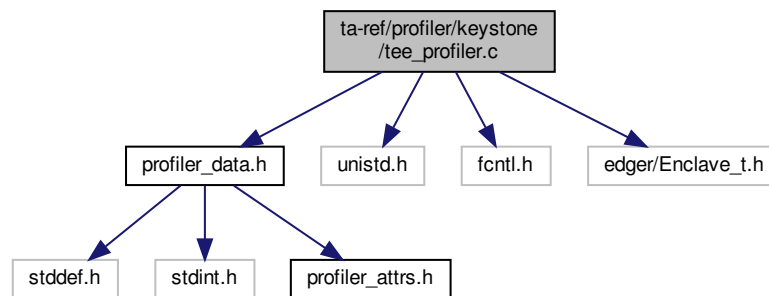 ta-ref/profiler/keystone
/tee_profiler.c
profiler_data.h
unistd.h
fcntl.h
edger/Enclave_t.h
stddef.h
stdint.h
profiler_attrs.h